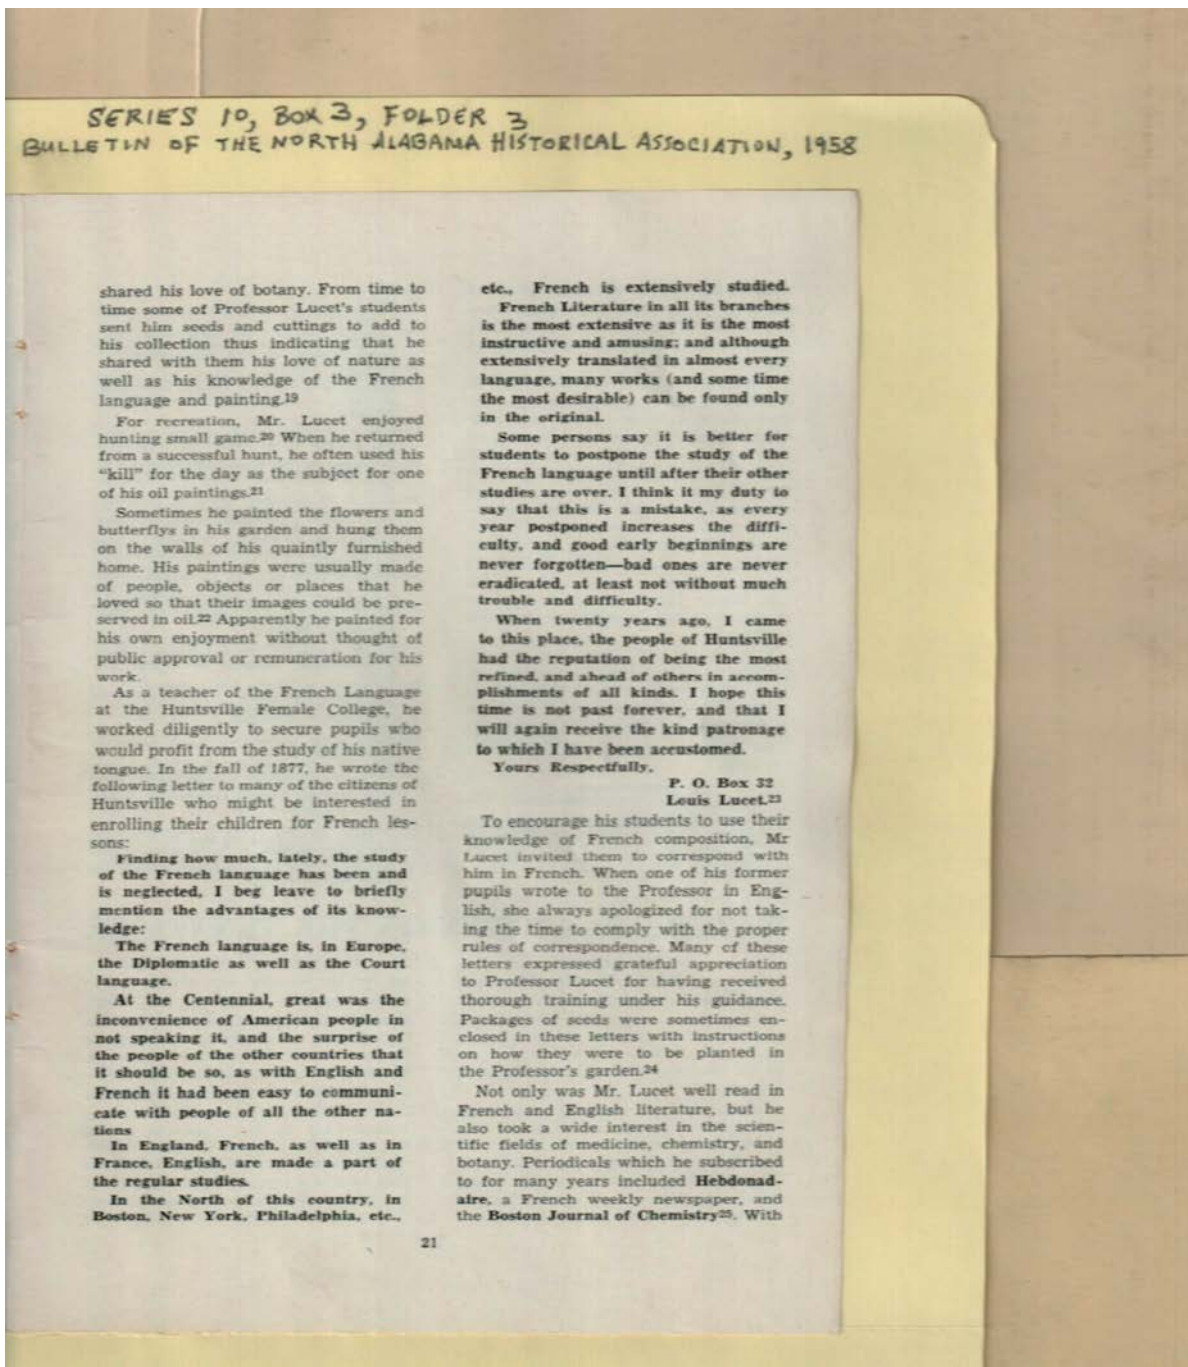 SERIES 10, BOX 3, FOLDER 3
BULLETIN OF THE NORTH ALABAMA HISTORICAL ASSOCIATION, 1958
shared his love of botany. From time to
time some of Professor Lucet's students
sent him seeds and cuttings to add to
his collection thus indicating that he
shared with them his love of nature as
well as his knowledge of the French
language and painting.19
For recreation, Mr. Lucet enjoyed
hunting small game.20 When he returned
from a successful hunt, he often used his
"kill" for the day as the subject for one
of his oil paintings.21
Sometimes he painted the flowers and
butterflys in his garden and hung them
on the walls of his quaintly furnished
home. His paintings were usually made
of people, objects or places that he
loved so that their images could be pre-
served in oil.22 Apparently he painted for
his own enjoyment without thought of
public approval or remuneration for his
work.
As a teacher of the French Language
at the Huntsville Female College, he
worked diligently to secure pupils who
would profit from the study of his native
tongue. In the fall of 1877, he wrote the
following letter to many of the citizens of
Huntsville who might be interested in
enrolling their children for French les-
sons:
Finding how much, lately, the study
of the French language has been and
is neglected, I beg leave to briefly
mention the advantages of its know-
ledge:
The French language is, in Europe,
the Diplomatic as well as the Court
language.
At the Centennial, great was the
inconvenience of American people in
not speaking it, and the surprise of
the people of the other countries that
it should be so, as with English and
French it had been easy to communi-
cate with people of all the other na-
tions
In England, French, as well as in
France, English, are made a part of
the regular studies.
In the North of this country, in
Boston, New York, Philadelphia, etc.,
etc., French is extensively studied.
French Literature in all its branches
is the most extensive as it is the most
instructive and amusing; and although
extensively translated in almost every
language, many works (and some time
the most desirable) can be found only
in the original.
Some persons say it is better for
students to postpone the study of the
French language until after their other
studies are over. I think it my duty to
say that this is a mistake, as every
year postponed increases the diffi-
culty, and good early beginnings are
never forgotten—bad ones are never
eradicated, at least not without much
trouble and difficulty.
When twenty years ago, I came
to this place, the people of Huntsville
had the reputation of being the most
refined, and ahead of others in accom-
plishments of all kinds. I hope this
time is not past forever, and that I
will again receive the kind patronage
to which I have been accustomed.
Yours Respectfully,
P. O. Box 32
Louis Lucet.23
To encourage his students to use their
knowledge of French composition, Mr
Lucet invited them to correspond with
him in French. When one of his former
pupils wrote to the Professor in Eng-
lish, she always apologized for not tak-
ing the time to comply with the proper
rules of correspondence. Many of these
letters expressed grateful appreciation
to Professor Lucet for having received
thorough training under his guidance.
Packages of seeds were sometimes en-
closed in these letters with instructions
on how they were to be planted in
the Professor's garden.24
Not only was Mr. Lucet well read in
French and English literature, but he
also took a wide interest in the scien-
tific fields of medicine, chemistry, and
botany. Periodicals which he subscribed
to for many years included Hebdonad-
aire, a French weekly newspaper, and
the Boston Journal of Chemistry25. With
21